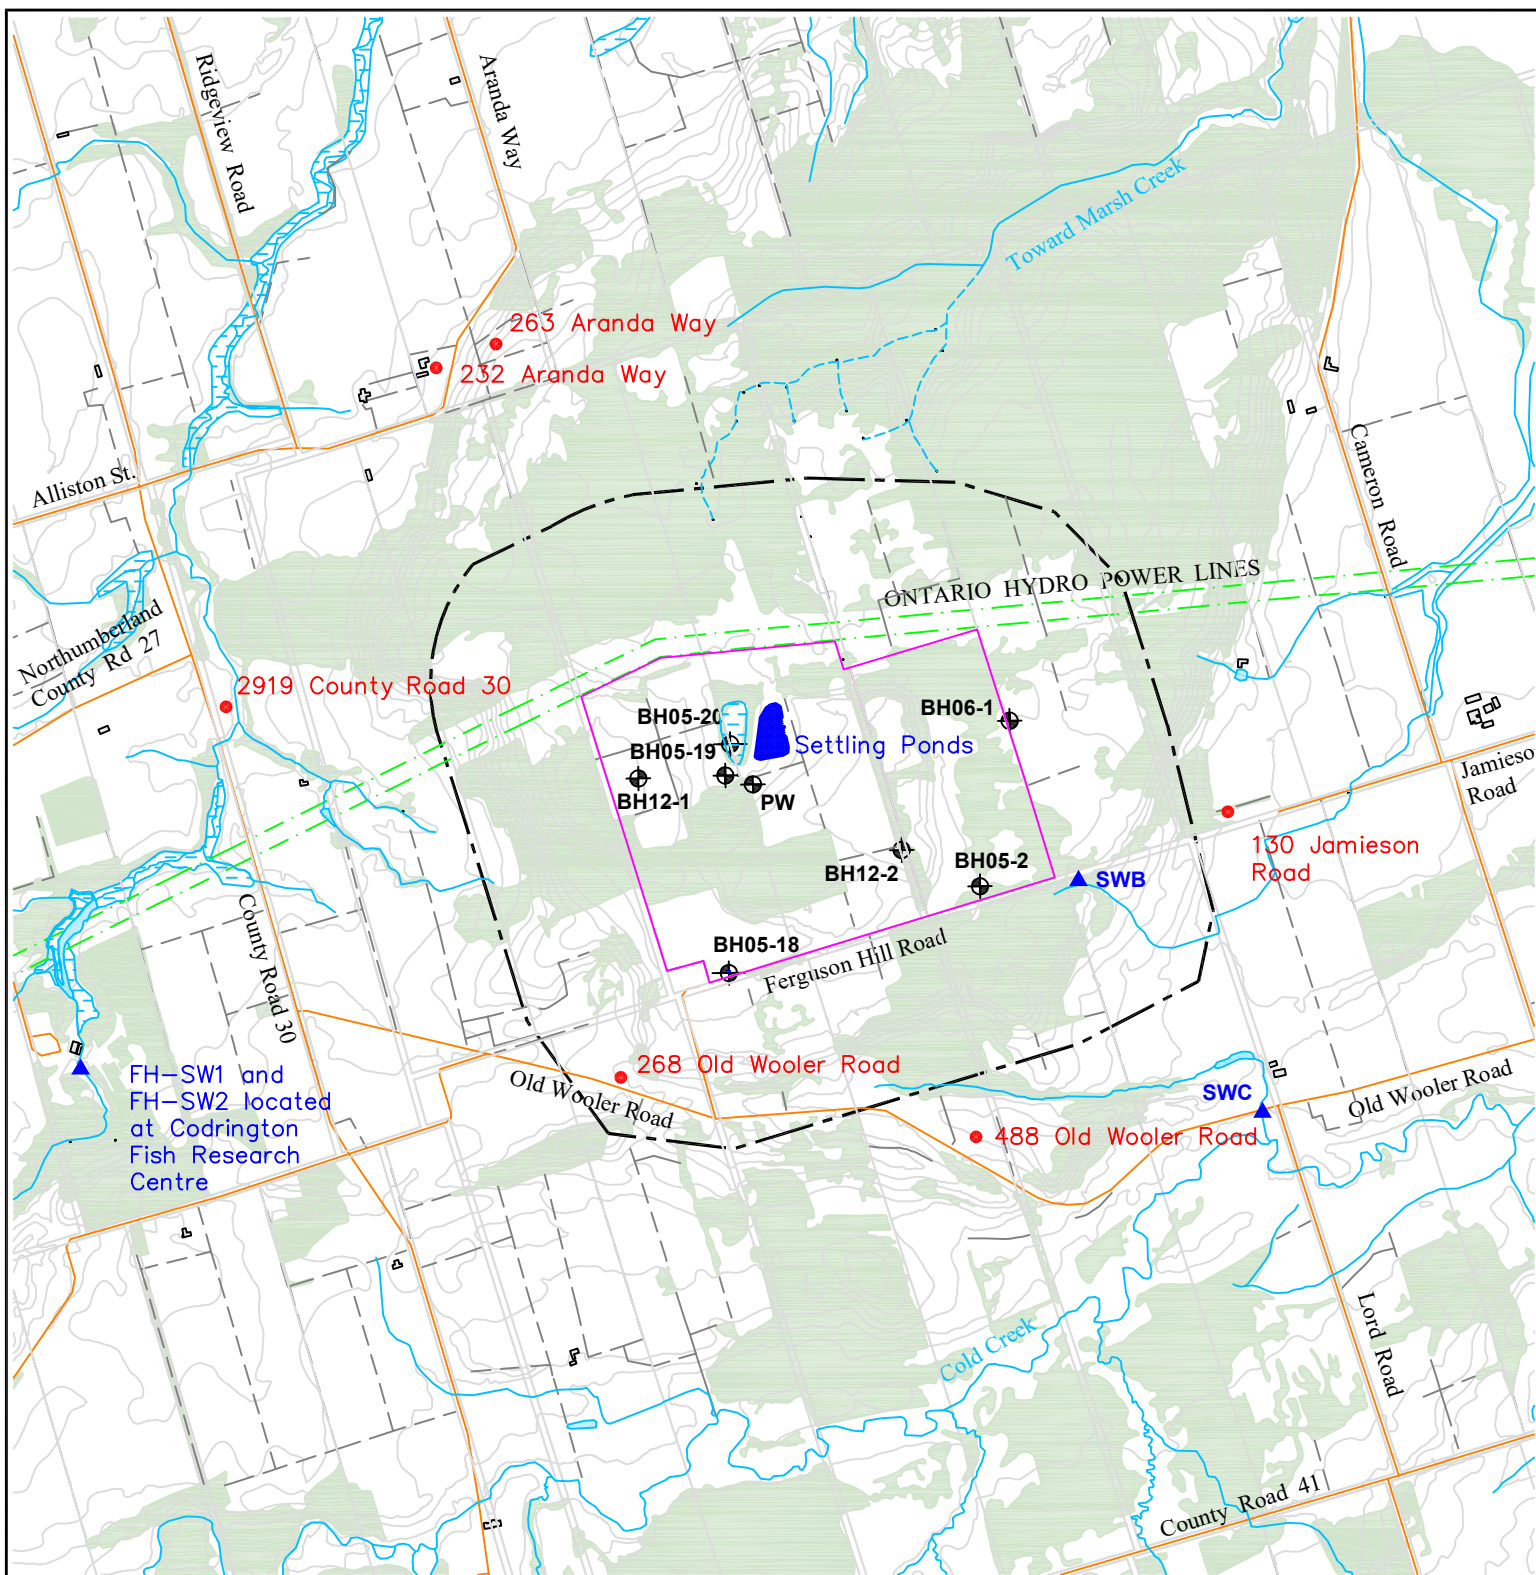 Ridgeview Road
Aranda Way
Toward Marsh Creek
263 Aranda Way
232 Aranda Way
Alliston St.
Cameron Road
ONTARIO HYDRO POWER LINES
Northumberland
County Rd 27
2919 County Road 30
BH05-20
BH06-1
Settling Ponds
BH05-19
BH12-1
PW
Jamieso
Road
130 Jamieson
Road
BH12-2
BH05-2
SWB
County Road 30
BH05-18
Ferguson Hill Road
268 Old Wooler Road
Old Wooler Road
FH-SW1 and
FH-SW2 located
at Codrington
Fish Research
Centre
SWC
Old Wooler Road
488 Old Wooler Road
Cold Creek
Lord Road
County Road 41